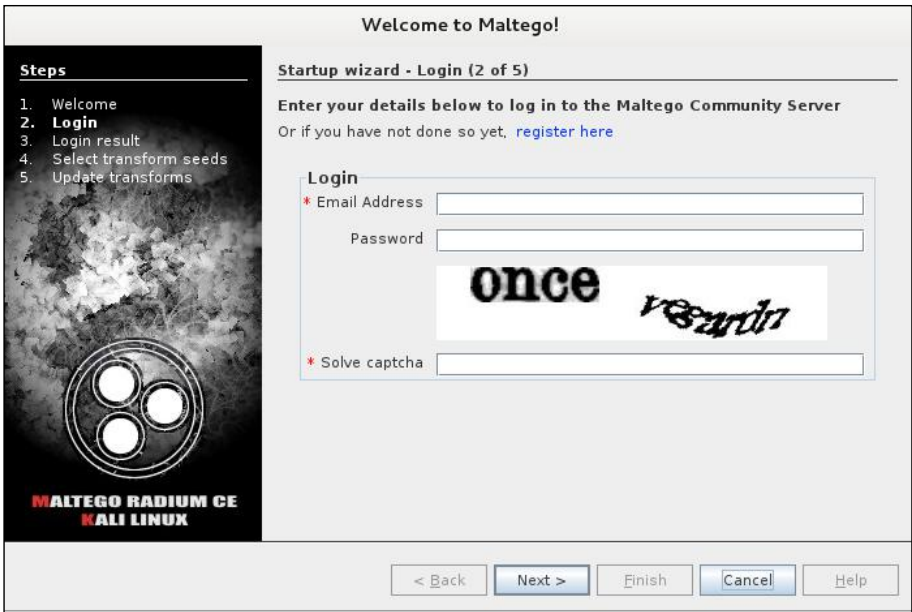 Welcome to Maltego!
Steps
1. Welcome
2. Login
3. Login result
4. Select transform seeds
5. Update transforms
MALTEGO RADIUM CE
KALI LINUX
Startup wizard - Login (2 of 5)
Enter your details below to log in to the Maltego Community Server
Or if you have not done so yet, register here
Login
* Email Address
Password
once
* Solve captcha
< Back Next > Finish Cancel Help